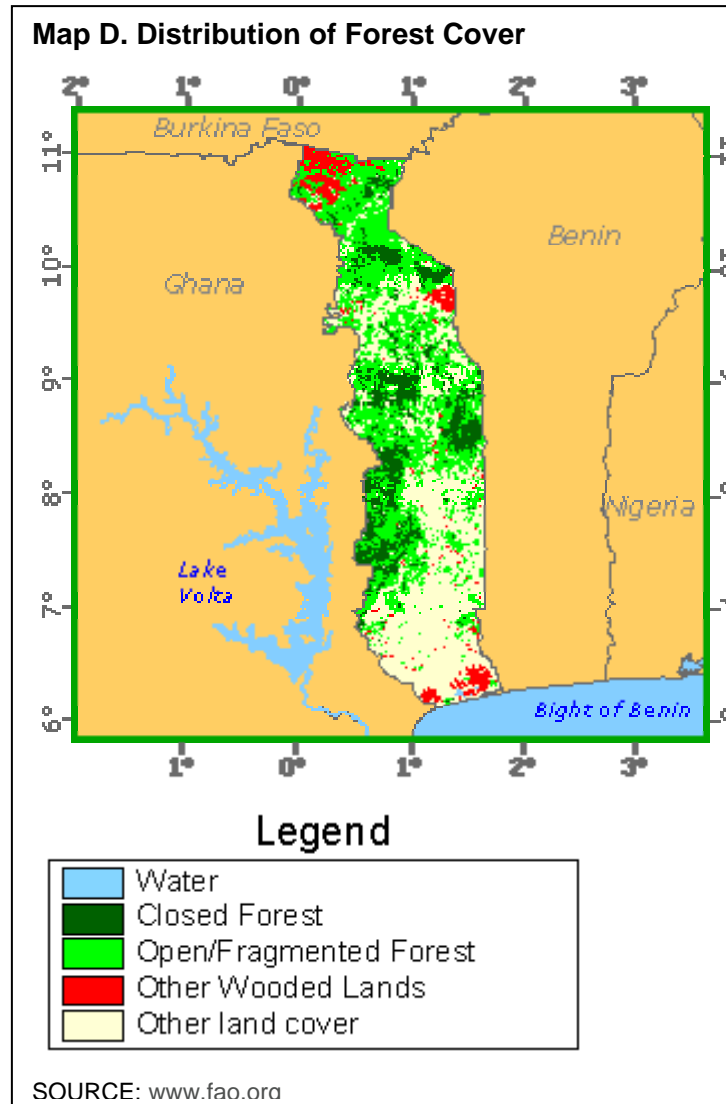 Map D. Distribution of Forest Cover
2° 1° 0° 1° 2° 3°
Burkina Faso
11°
Benin
Ghana
10°
9°
8°
Nigeria
Lake
Volta
7°
6°
Bight of Benin
1° 0° 1° 2° 3°
Legend
Water
Closed Forest
Open/Fragmented Forest
Other Wooded Lands
Other land cover
SOURCE: www.fao.org